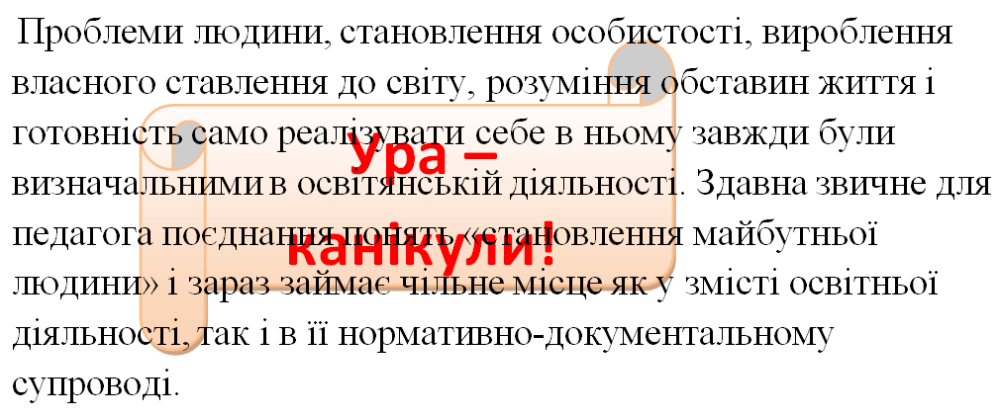 Проблеми людини, становлення особистості, вироблення
власного ставлення до світу, розуміння обставин життя і
готовність само реалізувати себе в ньому завжди були
визначальними в освітянській діяльності. Здавна звичне для
педагога поєднання понять «становлення майбутньої
людини» і зараз займає чільне місце як у змісті освітньої
діяльності, так і в її нормативно-документальному
супроводі.
Ура –
канікули!